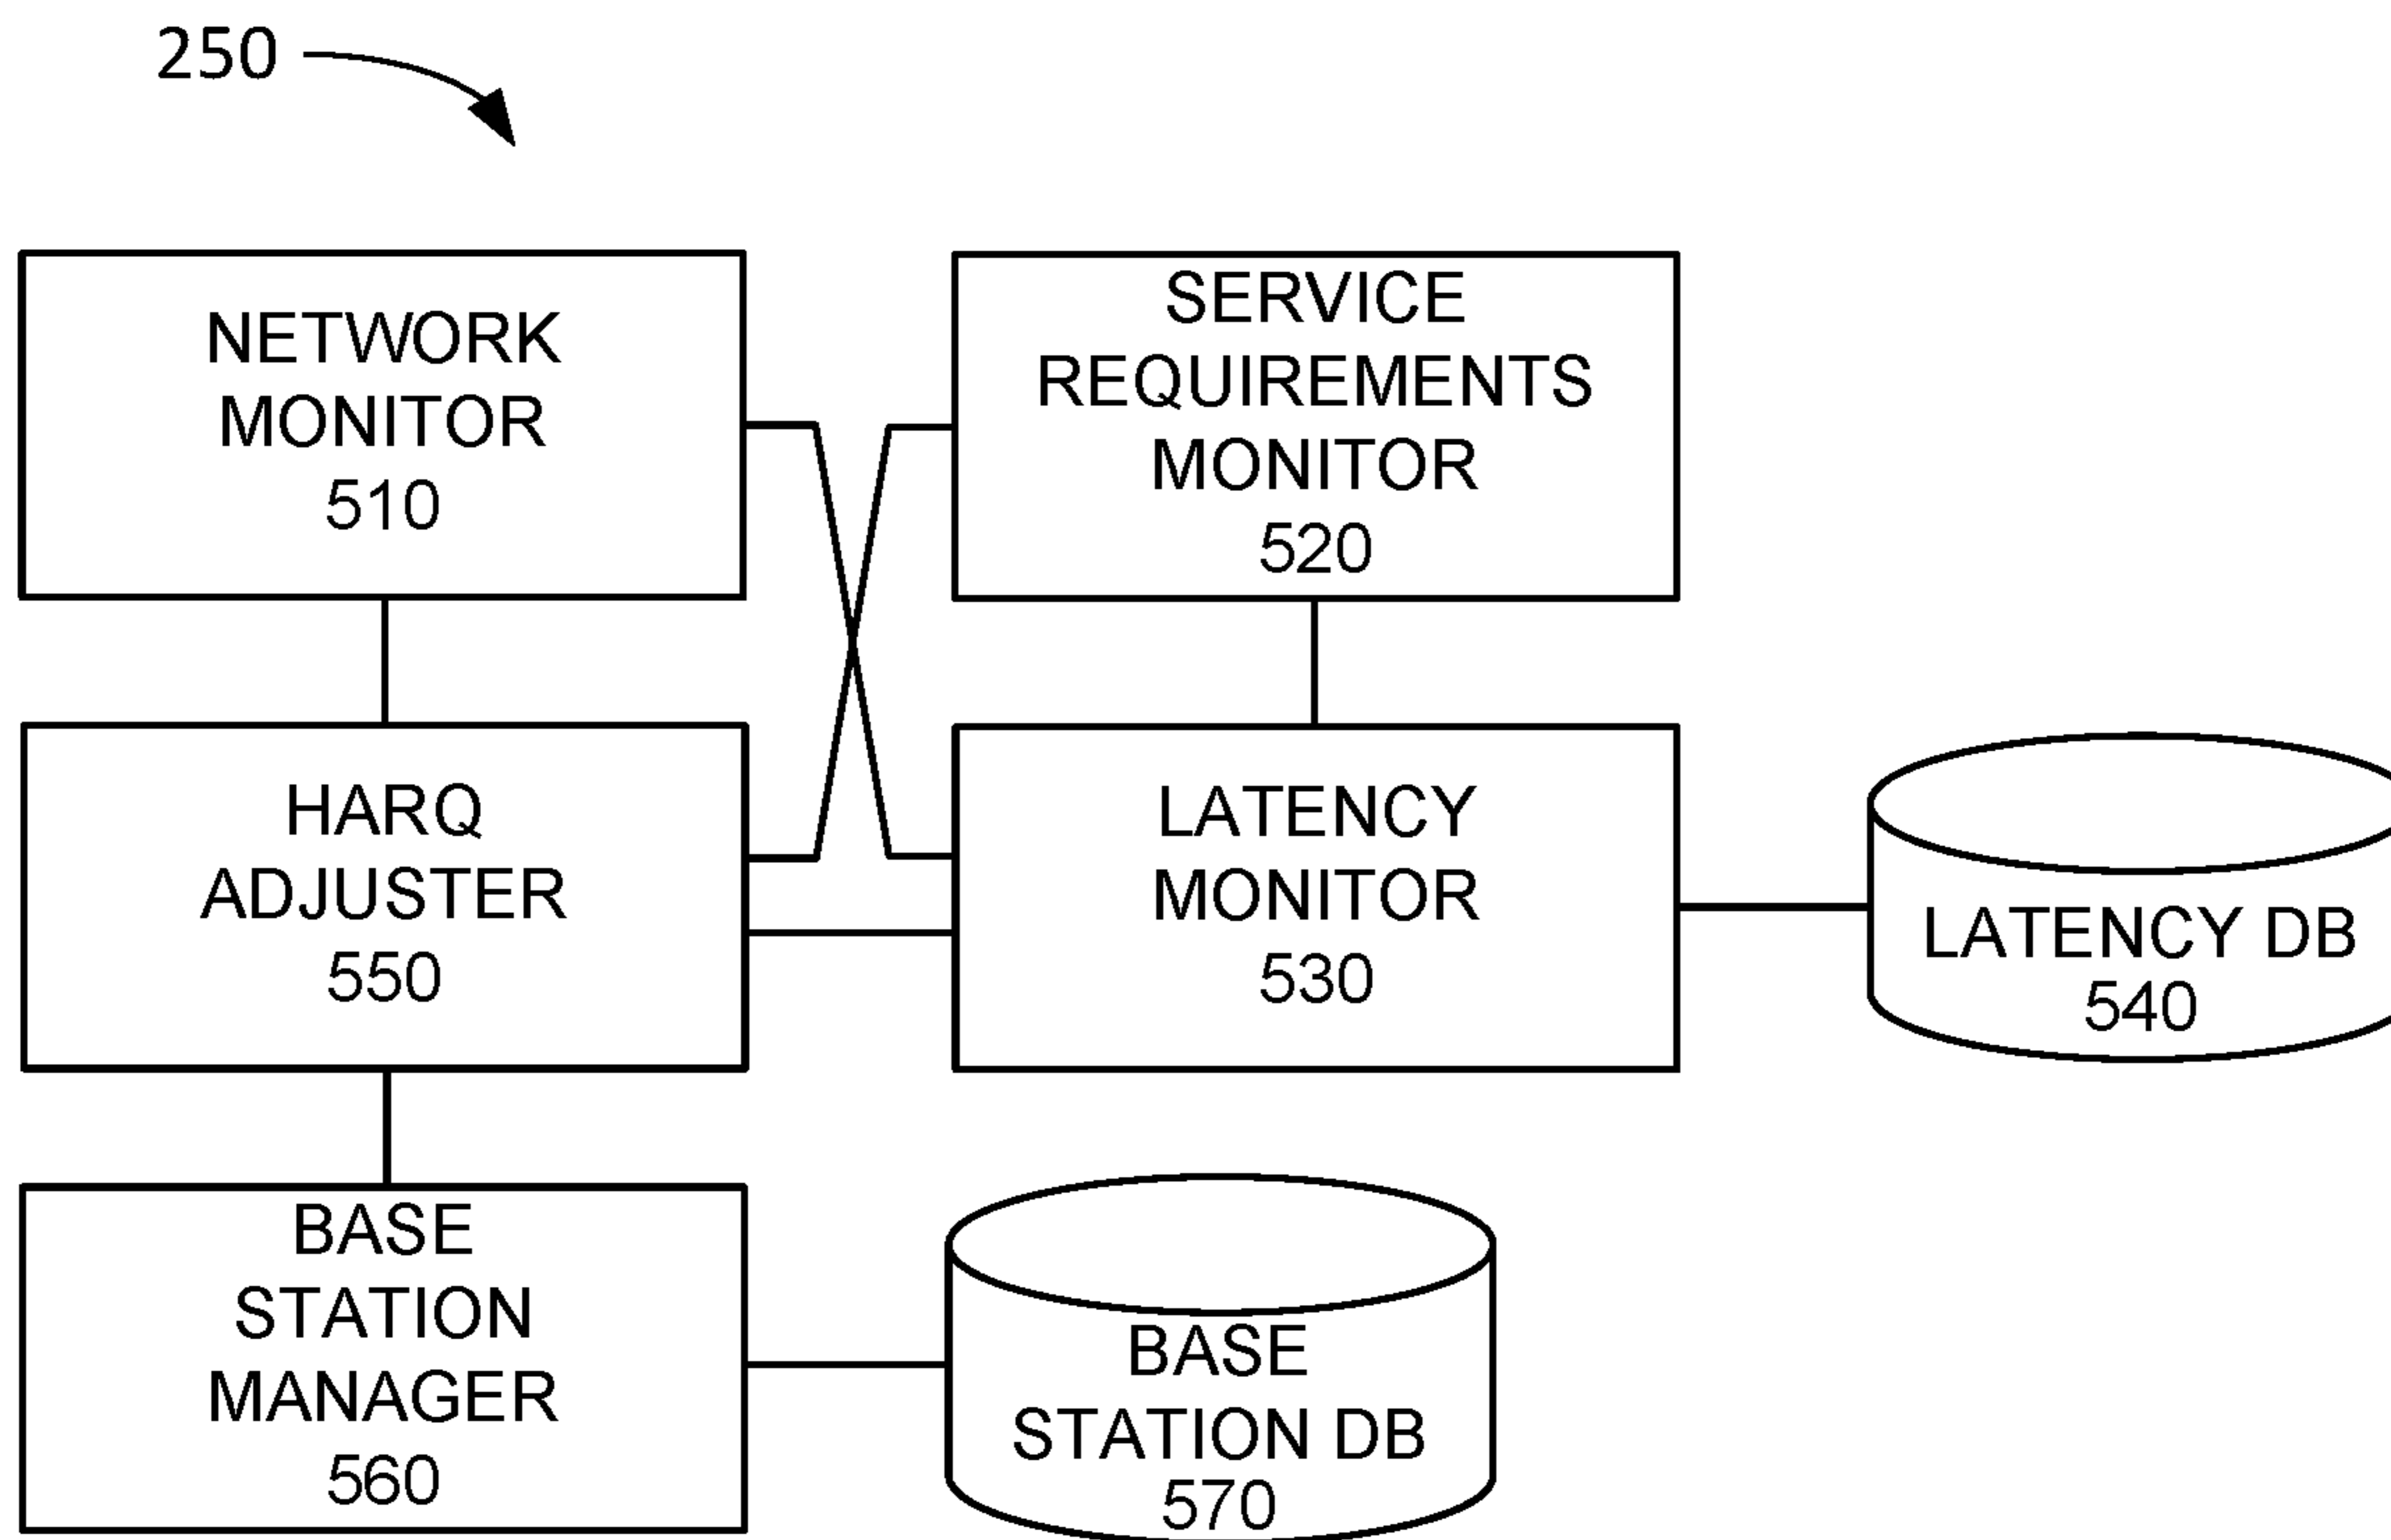 250
NETWORK
MONITOR
510
SERVICE
REQUIREMENTS
MONITOR
520
HARQ
ADJUSTER
550
LATENCY
MONITOR
530
LATENCY DB
540
BASE
STATION
MANAGER
560
BASE
STATION DB
570